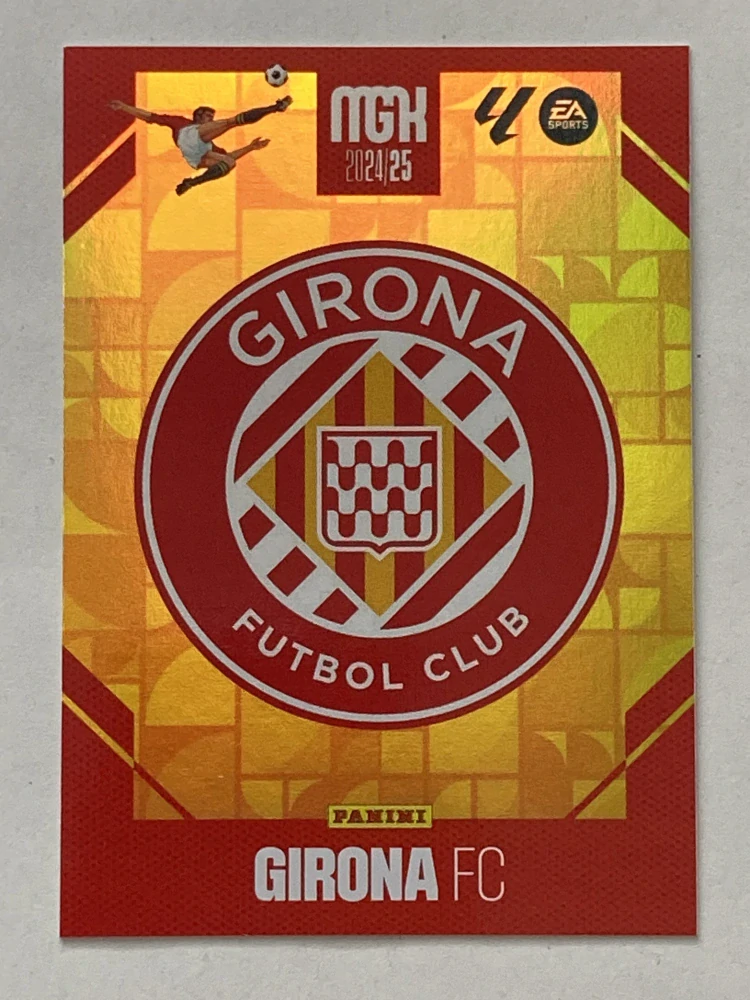 MGK
2024/25
EA
SPORTS
GIRONA
FUTBOL CLUB
PANINI
GIRONA FC